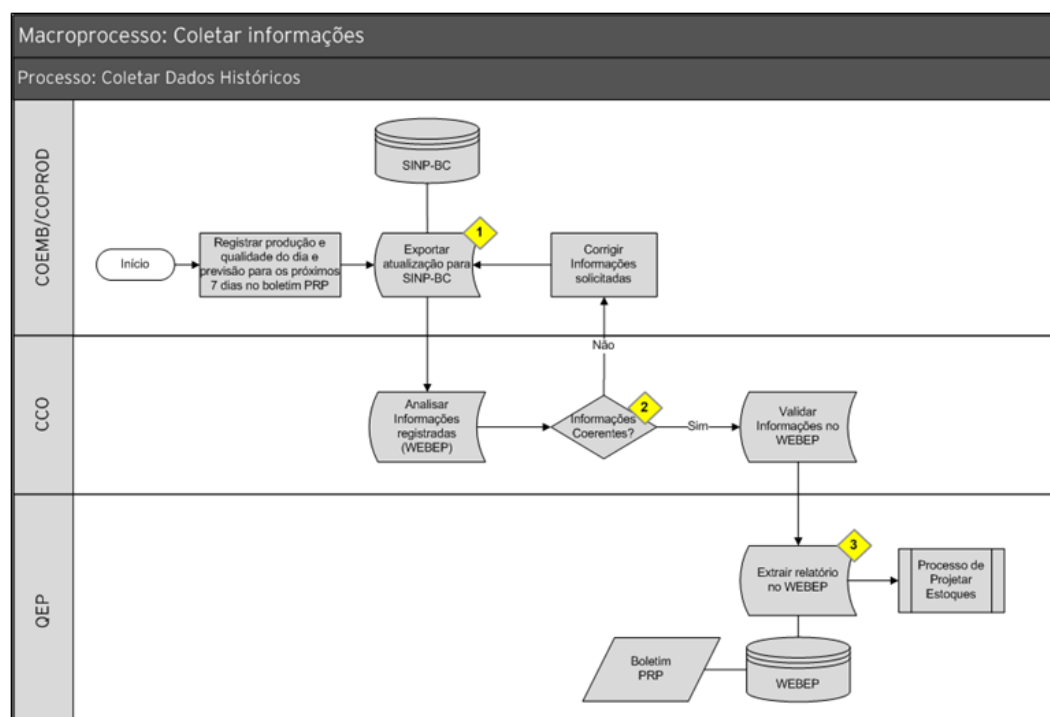 Macroprocesso: Coletar informações
Processo: Coletar Dados Históricos
COEMB/COPROD
SINP-BC
Início
Registrar produção e
qualidade do dia e
previsão para os próximos
7 dias no boletim PRP
Exportar
atualização para
SINP-BC
1
Corrigir
Informações
solicitadas
Não
CCO
Analisar
Informações
registradas
(WEBEP)
Informações
Coerentes?
2
Sim
Validar
Informações no
WEBEP
QEP
Extrair relatório
no WEBEP
3
Processo de
Projetar
Estoques
Boletim
PRP
WEBEP